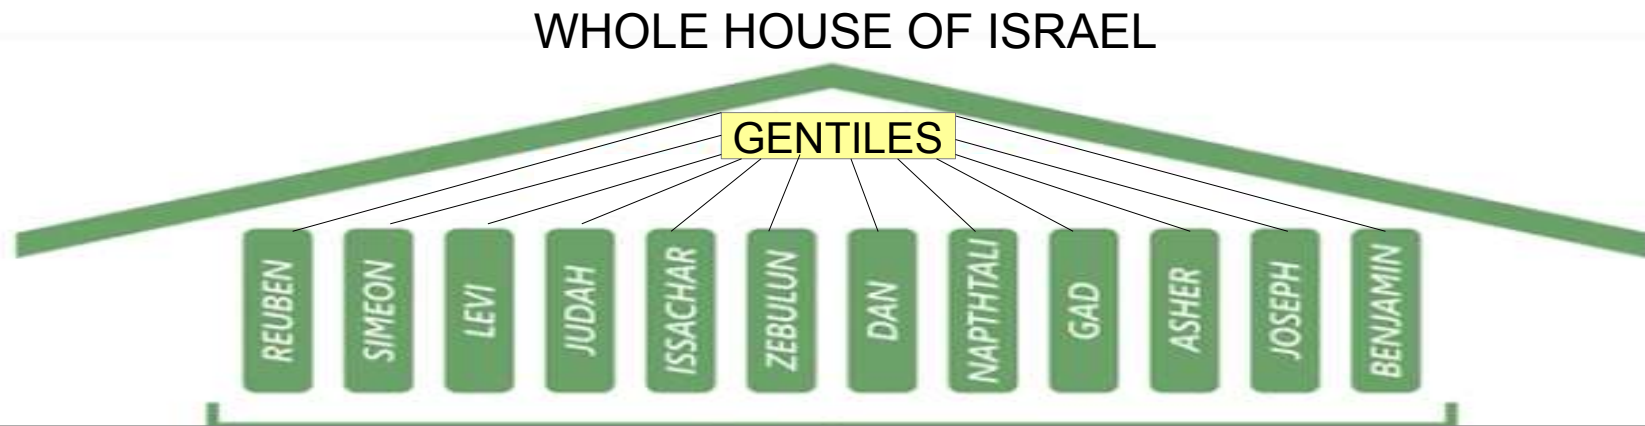 WHOLE HOUSE OF ISRAEL
GENTILES
REUBEN
SIMEON
LEVI
JUDAH
ISSACHAR
ZEBULUN
DAN
NAPTHTALI
GAD
ASHER
JOSEPH
BENJAMIN